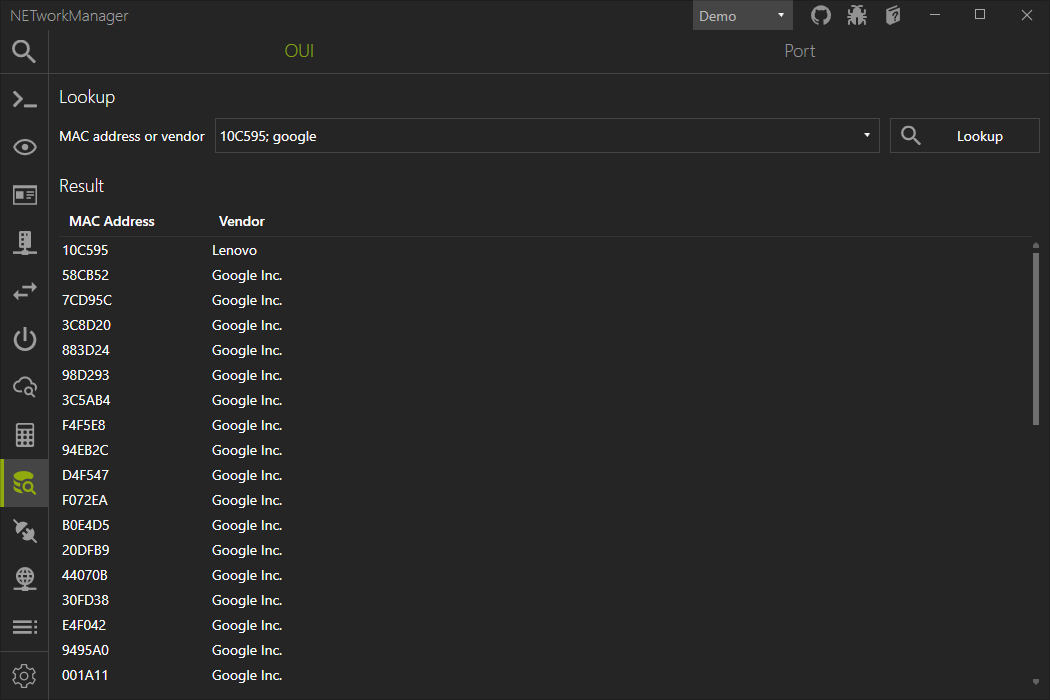 NETworkManager Demo
OUI Port
Lookup
MAC address or vendor 10C595; google Lookup
Result
MAC Address Vendor
10C595 Lenovo
58CB52 Google Inc.
7CD95C Google Inc.
3C8D20 Google Inc.
883D24 Google Inc.
98D293 Google Inc.
3C5AB4 Google Inc.
F4F5E8 Google Inc.
94EB2C Google Inc.
D4F547 Google Inc.
F072EA Google Inc.
B0E4D5 Google Inc.
20DFB9 Google Inc.
44070B Google Inc.
30FD38 Google Inc.
E4F042 Google Inc.
9495A0 Google Inc.
001A11 Google Inc.